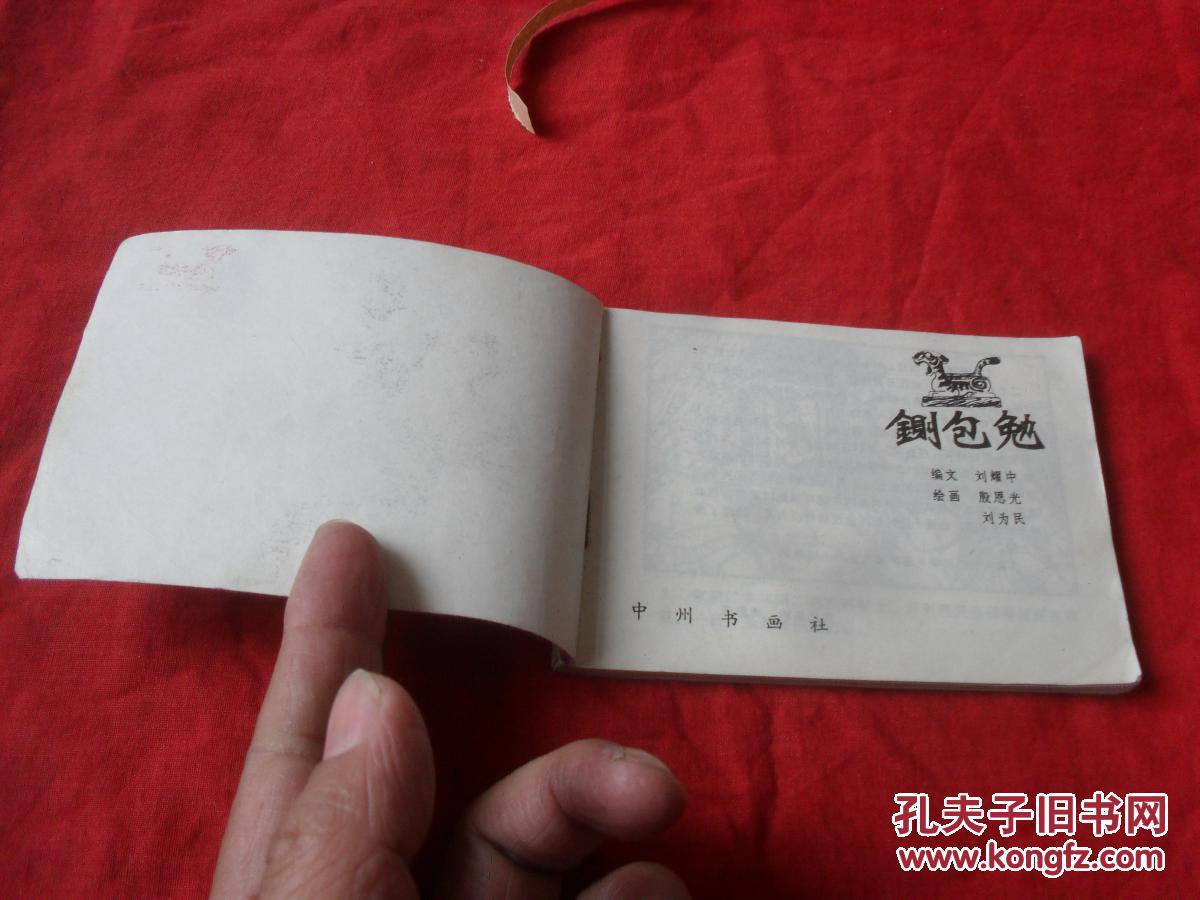 鍘包勉
编文 刘耀中
绘画 殷恩光
刘为民
中州书画社
孔夫子旧书网
www.kongfz.com